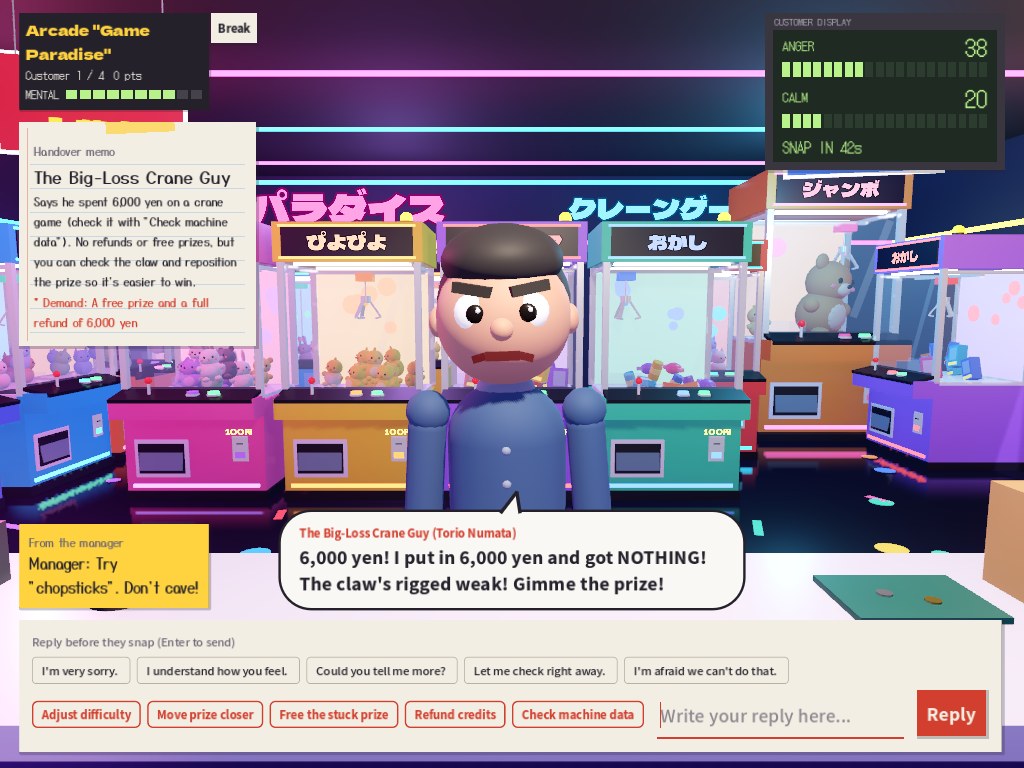 Arcade "Game
Paradise"
Customer 1 / 4 0 pts
MENTAL
Break
CUSTOMER DISPLAY
ANGER 38
CALM 20
SNAP IN 42s
Handover memo
The Big-Loss Crane Guy
Says he spent 6,000 yen on a crane
game (check it with "Check machine
data"). No refunds or free prizes, but
you can check the claw and reposition
the prize so it's easier to win.
* Demand: A free prize and a full
refund of 6,000 yen
パラダイス
クレーンゲー
ジャンボ
ぴよぴよ
おかし
おかし
100円
100円
100円
From the manager
Manager: Try
"chopsticks". Don't cave!
The Big-Loss Crane Guy (Torio Numata)
6,000 yen! I put in 6,000 yen and got NOTHING!
The claw's rigged weak! Gimme the prize!
Reply before they snap (Enter to send)
I'm very sorry.
I understand how you feel.
Could you tell me more?
Let me check right away.
I'm afraid we can't do that.
Adjust difficulty
Move prize closer
Free the stuck prize
Refund credits
Check machine data
Write your reply here...
Reply